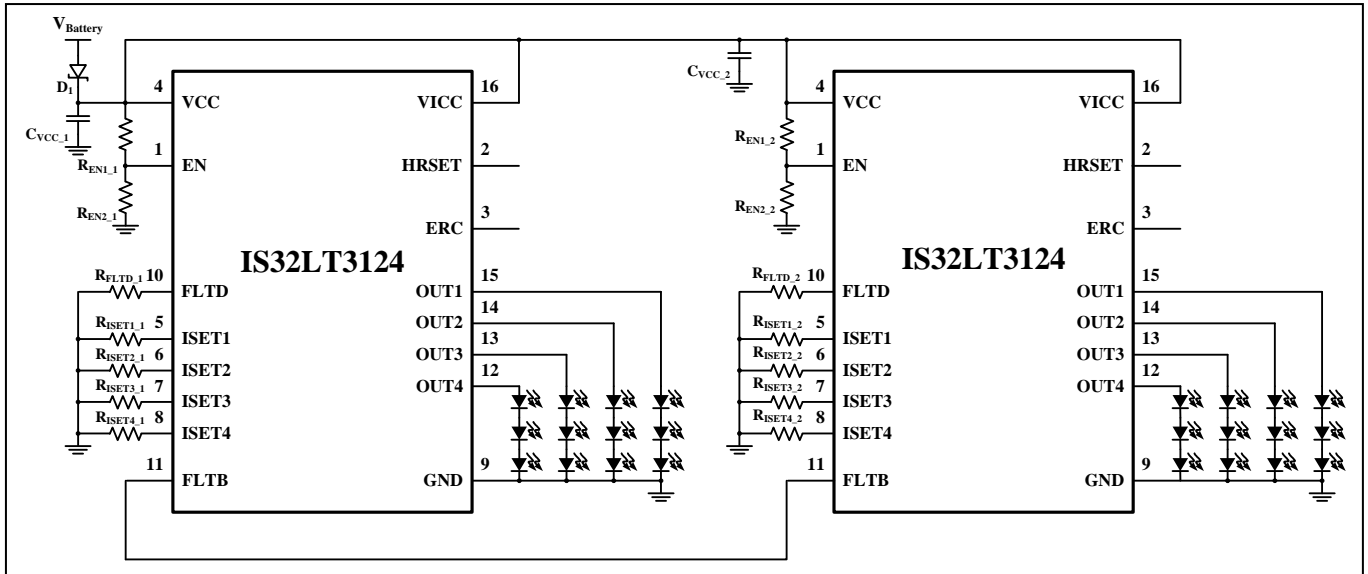 VBattery
D1
CVCC_1
REN1_1
REN2_1
4
VCC
1
EN
IS32LT3124
RFLTD_1 10
FLTD
RISET1_1 5
ISET1
RISET2_1 6
ISET2
RISET3_1 7
ISET3
RISET4_1 8
ISET4
11
FLTB
16
VICC
2
HRSET
3
ERC
15
OUT1
14
OUT2
13
OUT3
12
OUT4
9
GND
CVCC_2
REN1_2
REN2_2
4
VCC
1
EN
IS32LT3124
RFLTD_2 10
FLTD
RISET1_2 5
ISET1
RISET2_2 6
ISET2
RISET3_2 7
ISET3
RISET4_2 8
ISET4
11
FLTB
16
VICC
2
HRSET
3
ERC
15
OUT1
14
OUT2
13
OUT3
12
OUT4
9
GND